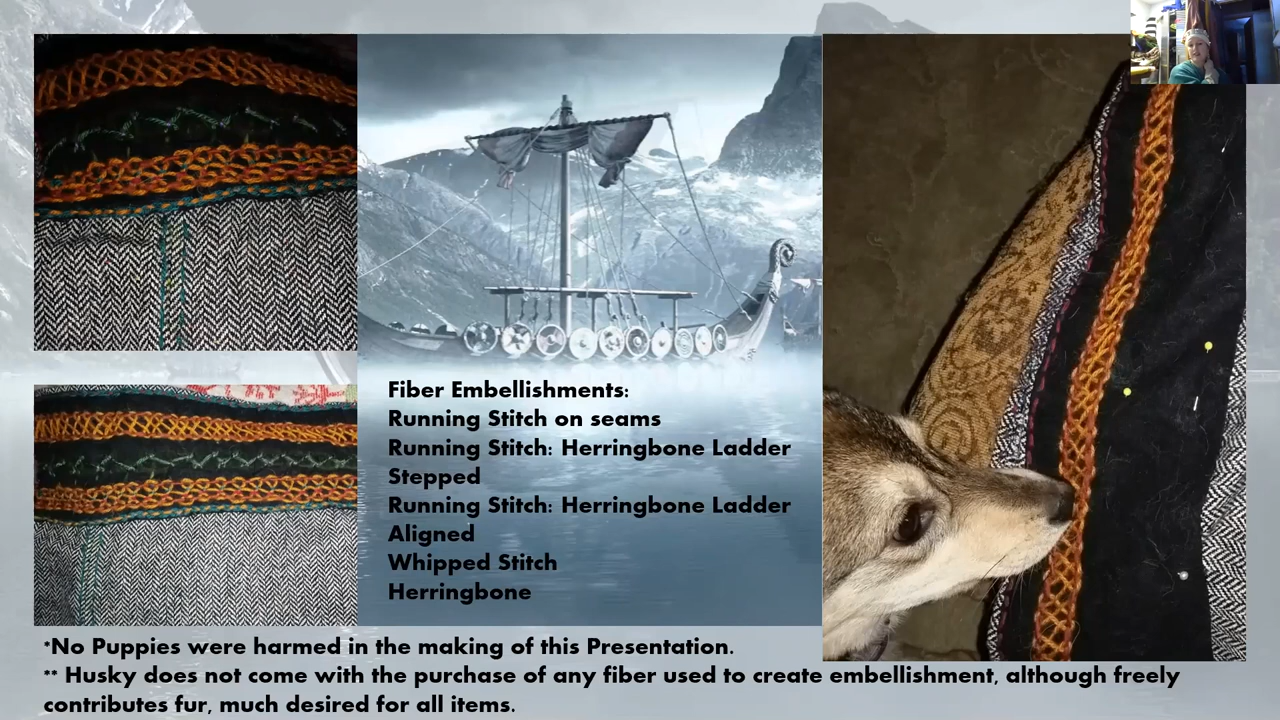 Fiber Embellishments:
Running Stitch on seams
Running Stitch: Herringbone Ladder
Stepped
Running Stitch: Herringbone Ladder
Aligned
Whipped Stitch
Herringbone
*No Puppies were harmed in the making of this Presentation.
** Husky does not come with the purchase of any fiber used to create embellishment, although freely
contributes fur, much desired for all items.